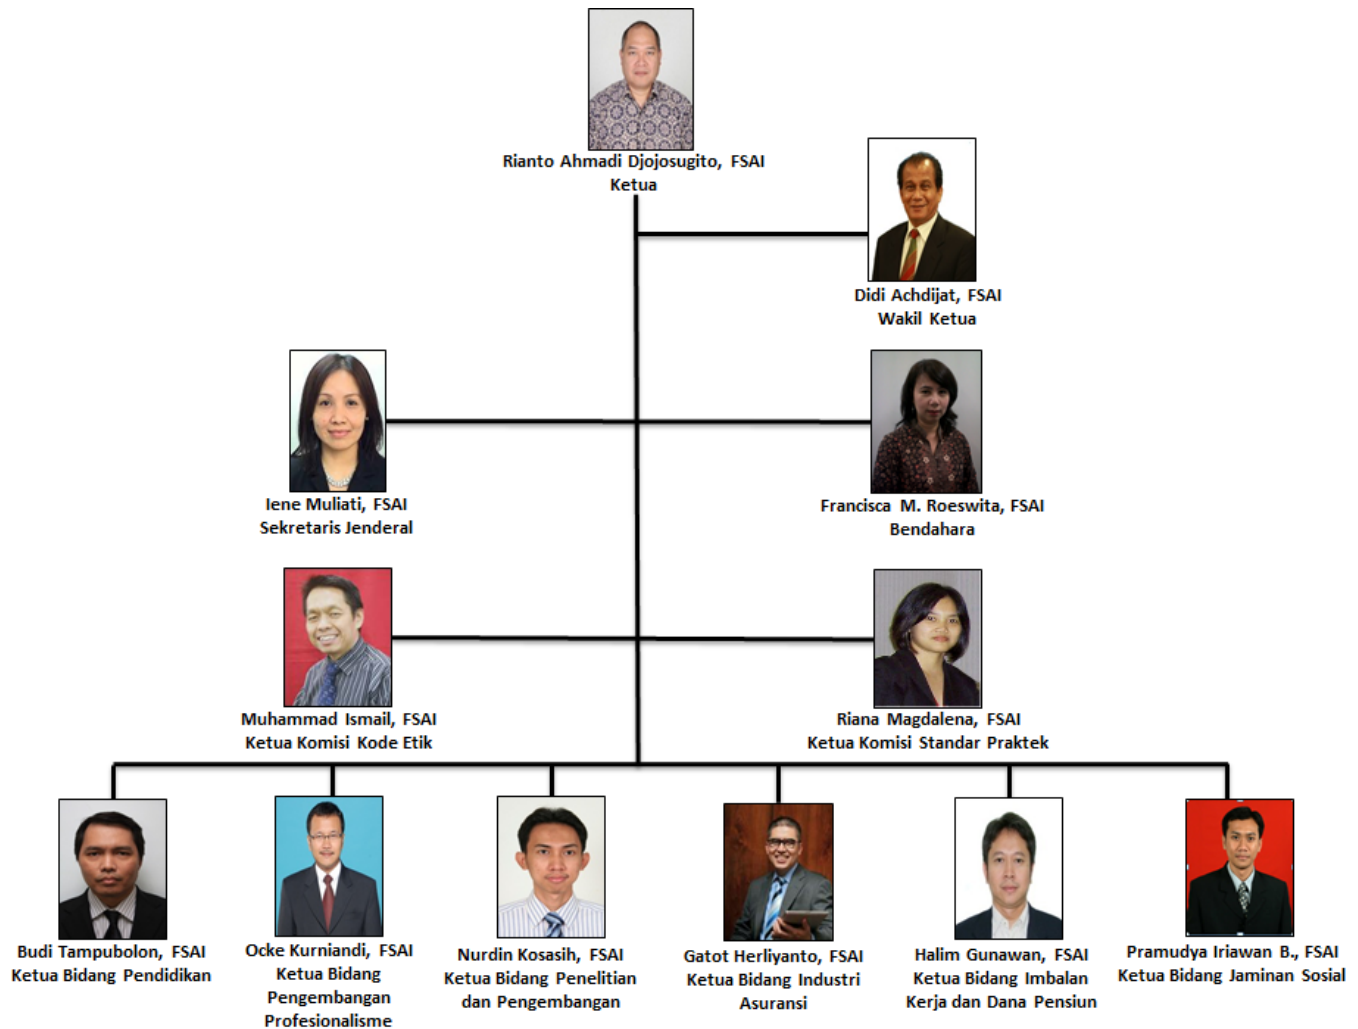 Rianto Ahmadi Djojosugito, FSAI
Ketua
Didi Achdijat, FSAI
Wakil Ketua
Iene Muliati, FSAI
Sekretaris Jenderal
Francisca M. Roeswita, FSAI
Bendahara
Muhammad Ismail, FSAI
Ketua Komisi Kode Etik
Riana Magdalena, FSAI
Ketua Komisi Standar Praktek
Budi Tampubolon, FSAI
Ketua Bidang Pendidikan
Ocke Kurniandi, FSAI
Ketua Bidang
Pengembangan
Profesionalisme
Nurdin Kosasih, FSAI
Ketua Bidang Penelitian
dan Pengembangan
Gatot Herliyanto, FSAI
Ketua Bidang Industri
Asuransi
Halim Gunawan, FSAI
Ketua Bidang Imbalan
Kerja dan Dana Pensiun
Pramudya Iriawan B., FSAI
Ketua Bidang Jaminan Sosial